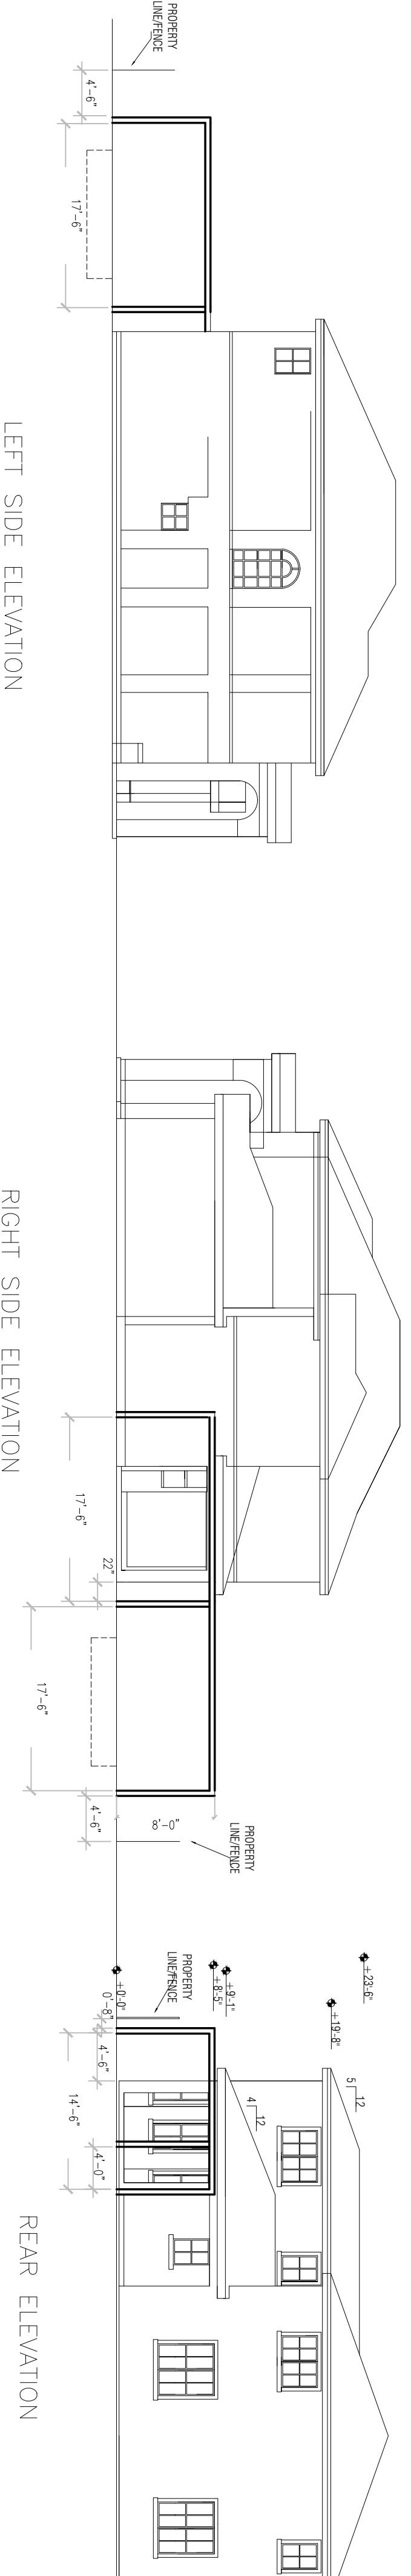 PROPERTY
LINE/FENCE
4'-6"
17'-6"
LEFT SIDE ELEVATION
17'-6"
22"
17'-6"
4'-6"
8'-0"
PROPERTY
LINE/FENCE
RIGHT SIDE ELEVATION
+23'-6"
+19'-8"
+9'-1"
+8'-5"
+0'-0"
0'-8"
PROPERTY
LINE/FENCE
4'-6"
14'-6"
4'-0"
12
5
12
4
REAR ELEVATION